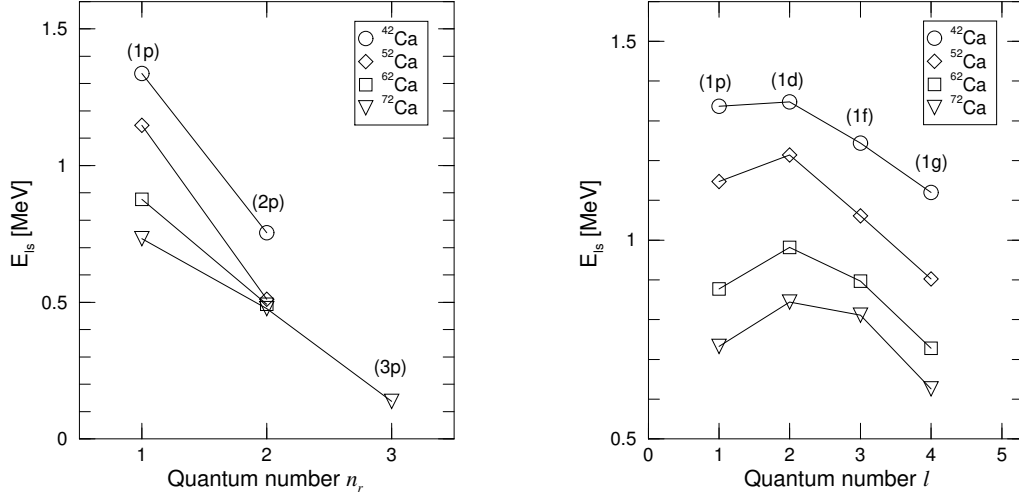 1.5
1
0.5
0
E_ls [MeV]
(1p)
(2p)
(3p)
⁴²Ca
⁵²Ca
⁶²Ca
⁷²Ca
1 2 3
Quantum number n_r
1.5
1
0.5
E_ls [MeV]
(1p)
(1d)
(1f)
(1g)
⁴²Ca
⁵²Ca
⁶²Ca
⁷²Ca
0 1 2 3 4 5
Quantum number l